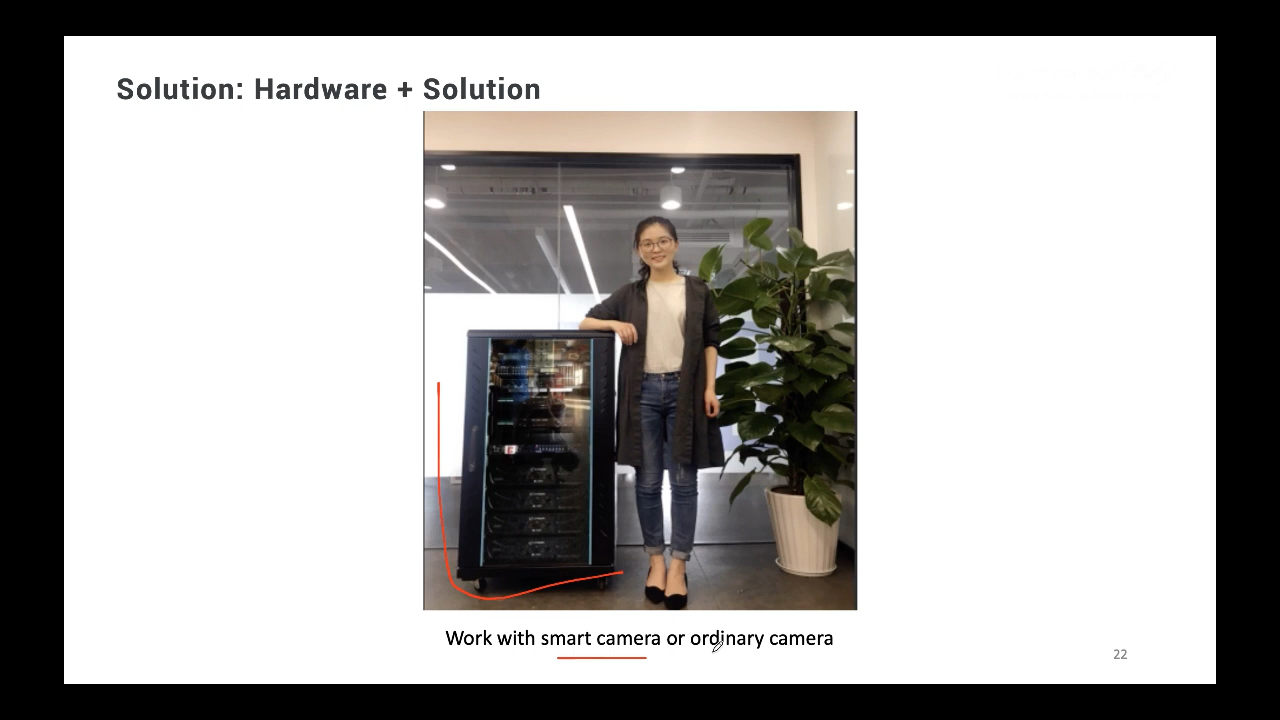 Solution: Hardware + Solution
Work with smart camera or ordinary camera
22